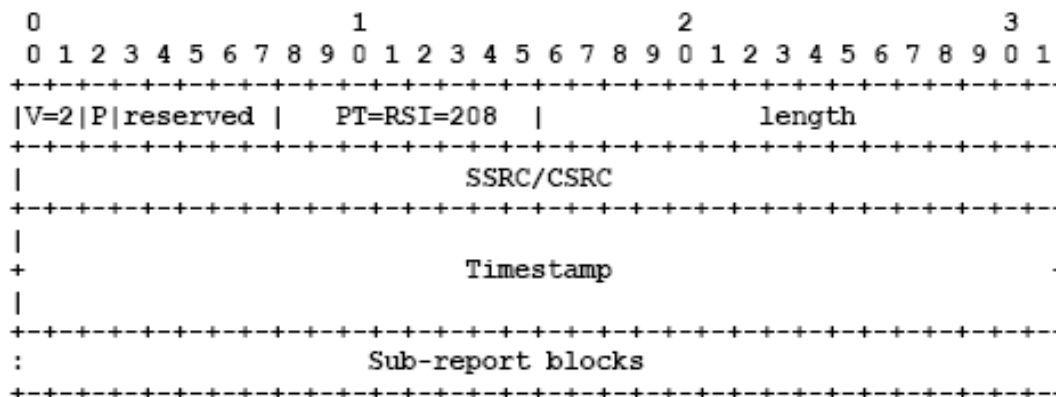 0                   1                   2                   3
0 1 2 3 4 5 6 7 8 9 0 1 2 3 4 5 6 7 8 9 0 1 2 3 4 5 6 7 8 9 0 1
+-+-+-+-+-+-+-+-+-+-+-+-+-+-+-+-+-+-+-+-+-+-+-+-+-+-+-+-+-+-+-+-
|V=2|P|reserved |   PT=RSI=208  |             length
+-+-+-+-+-+-+-+-+-+-+-+-+-+-+-+-+-+-+-+-+-+-+-+-+-+-+-+-+-+-+-+-
|                           SSRC/CSRC
+-+-+-+-+-+-+-+-+-+-+-+-+-+-+-+-+-+-+-+-+-+-+-+-+-+-+-+-+-+-+-+-
|
+                           Timestamp                           -
|
+-+-+-+-+-+-+-+-+-+-+-+-+-+-+-+-+-+-+-+-+-+-+-+-+-+-+-+-+-+-+-+-
:                     Sub-report blocks
+-+-+-+-+-+-+-+-+-+-+-+-+-+-+-+-+-+-+-+-+-+-+-+-+-+-+-+-+-+-+-+-